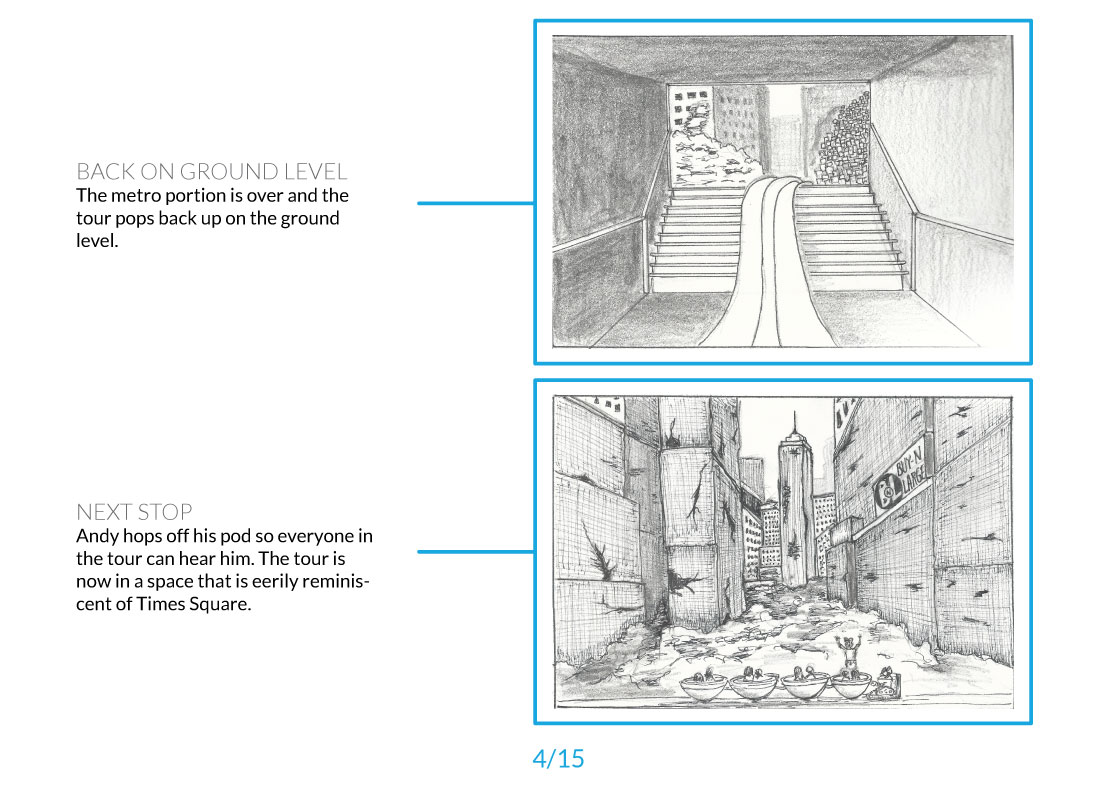 BACK ON GROUND LEVEL
The metro portion is over and the
tour pops back up on the ground
level.
NEXT STOP
Andy hops off his pod so everyone in
the tour can hear him. The tour is
now in a space that is eerily reminis-
cent of Times Square.
BUY-N
LARGE
4/15